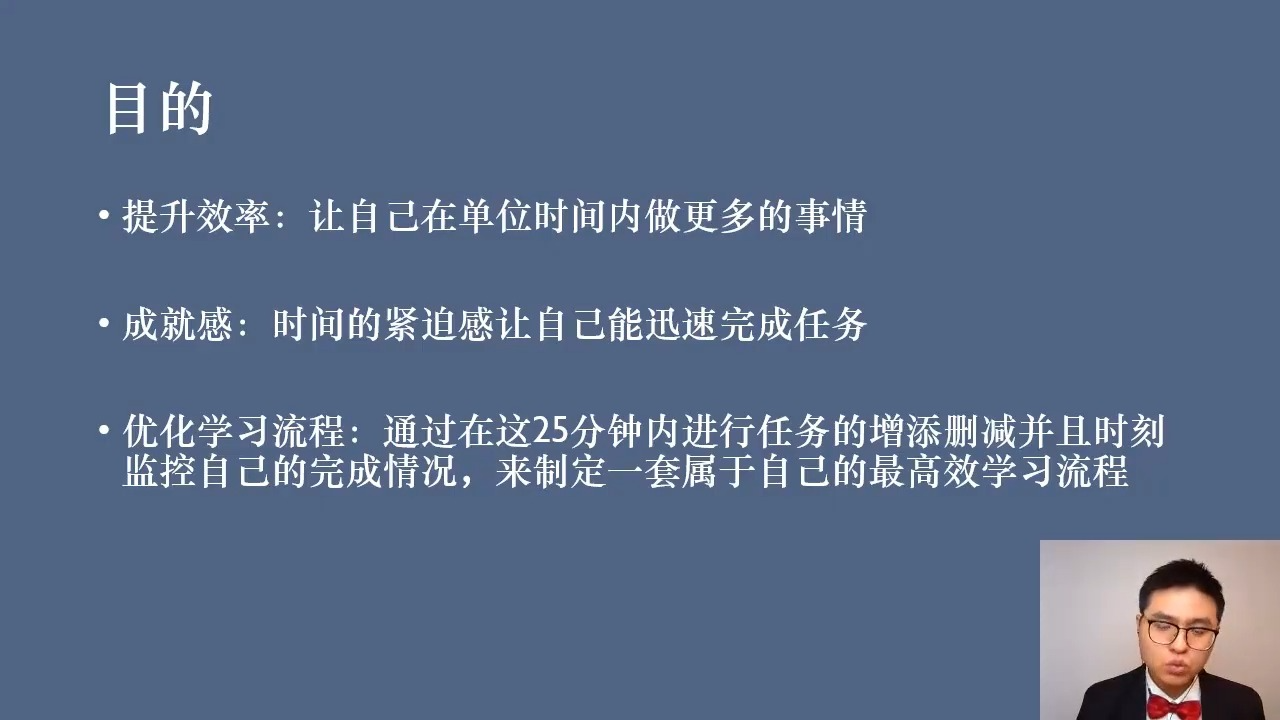 目的
• 提升效率：让自己在单位时间内做更多的事情
• 成就感：时间的紧迫感让自己能迅速完成任务
• 优化学习流程：通过在这25分钟内进行任务的增添删减并且时刻
监控自己的完成情况，来制定一套属于自己的最高效学习流程